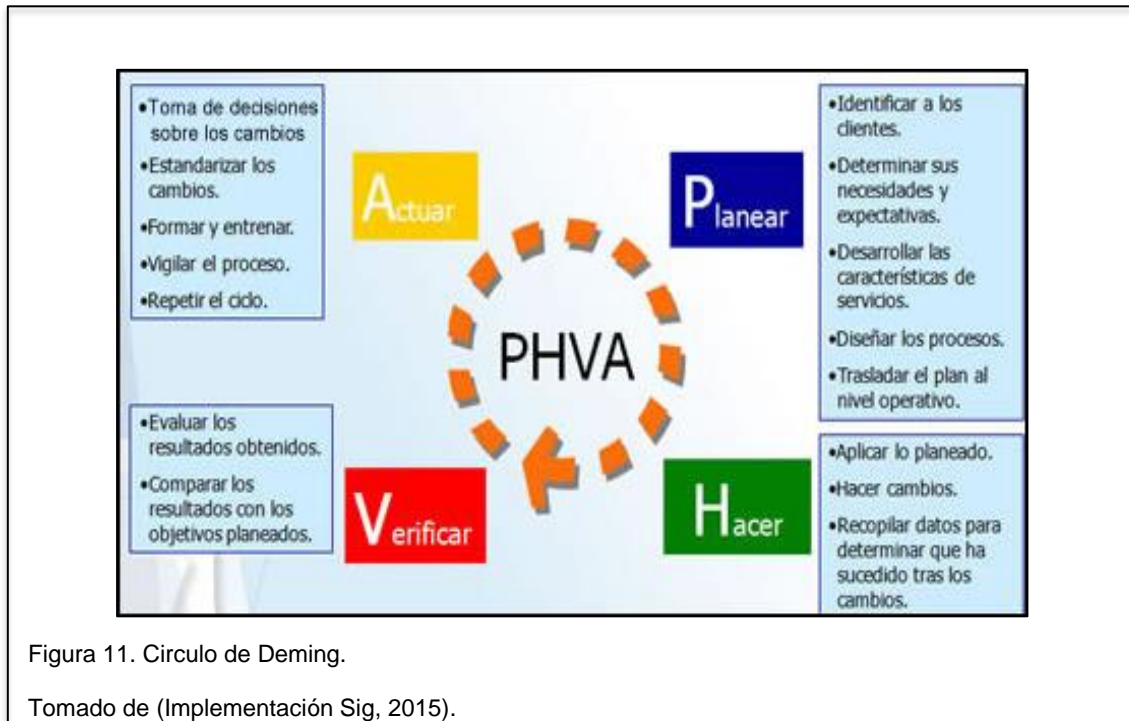 •Toma de decisiones
sobre los cambios
•Estandarizar los
cambios.
•Formar y entrenar.
•Vigilar el proceso.
•Repetir el ciclo.
Actuar
Planear
•Identificar a los
clientes.
•Determinar sus
necesidades y
expectativas.
•Desarrollar las
características de
servicios.
•Diseñar los procesos.
•Trasladar el plan al
nivel operativo.
PHVA
•Evaluar los
resultados obtenidos.
•Comparar los
resultados con los
objetivos planeados.
Verificar
Hacer
•Aplicar lo planeado.
•Hacer cambios.
•Recopilar datos para
determinar que ha
sucedido tras los
cambios.
Figura 11. Circulo de Deming.
Tomado de (Implementación Sig, 2015).